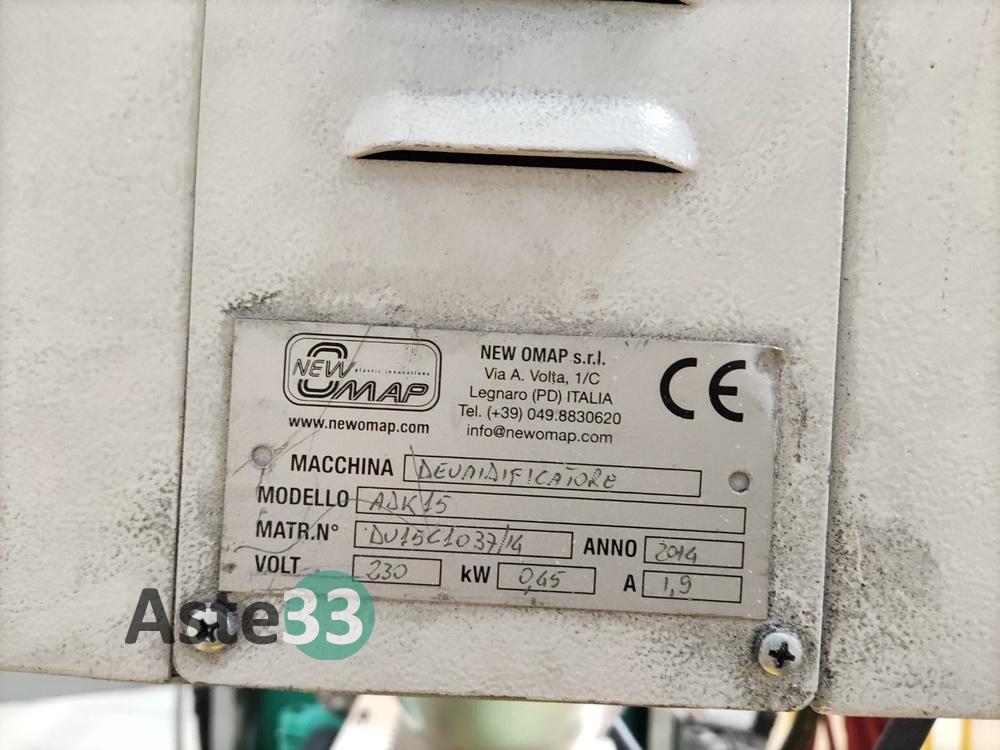 NEW
plastic innovations
OMAP
www.newomap.com
NEW OMAP s.r.l.
Via A. Volta, 1/C
Legnaro (PD) ITALIA
Tel. (+39) 049.8830620
info@newomap.com
CE
MACCHINA DEUMIDIFICATORE
MODELLO ADK15
MATR.N° DU15C1037/14 ANNO 2014
VOLT 230 kW 0,45 A 1,9
Aste33